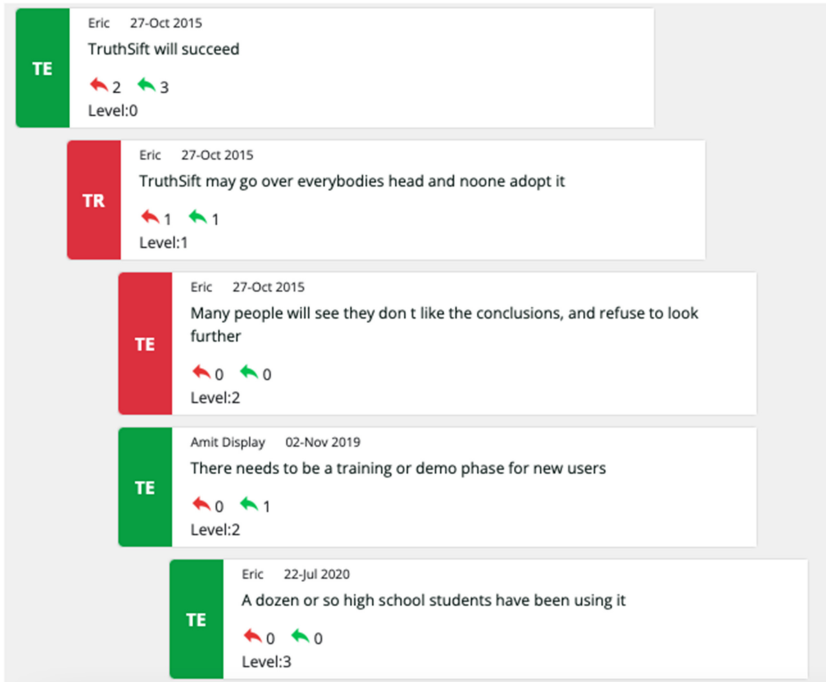 Eric 27-Oct 2015
TE
TruthSift will succeed
2 3
Level:0
Eric 27-Oct 2015
TR
TruthSift may go over everybodies head and noone adopt it
1 1
Level:1
Eric 27-Oct 2015
TE
Many people will see they don t like the conclusions, and refuse to look
further
0 0
Level:2
Amit Display 02-Nov 2019
TE
There needs to be a training or demo phase for new users
0 1
Level:2
Eric 22-Jul 2020
TE
A dozen or so high school students have been using it
0 0
Level:3